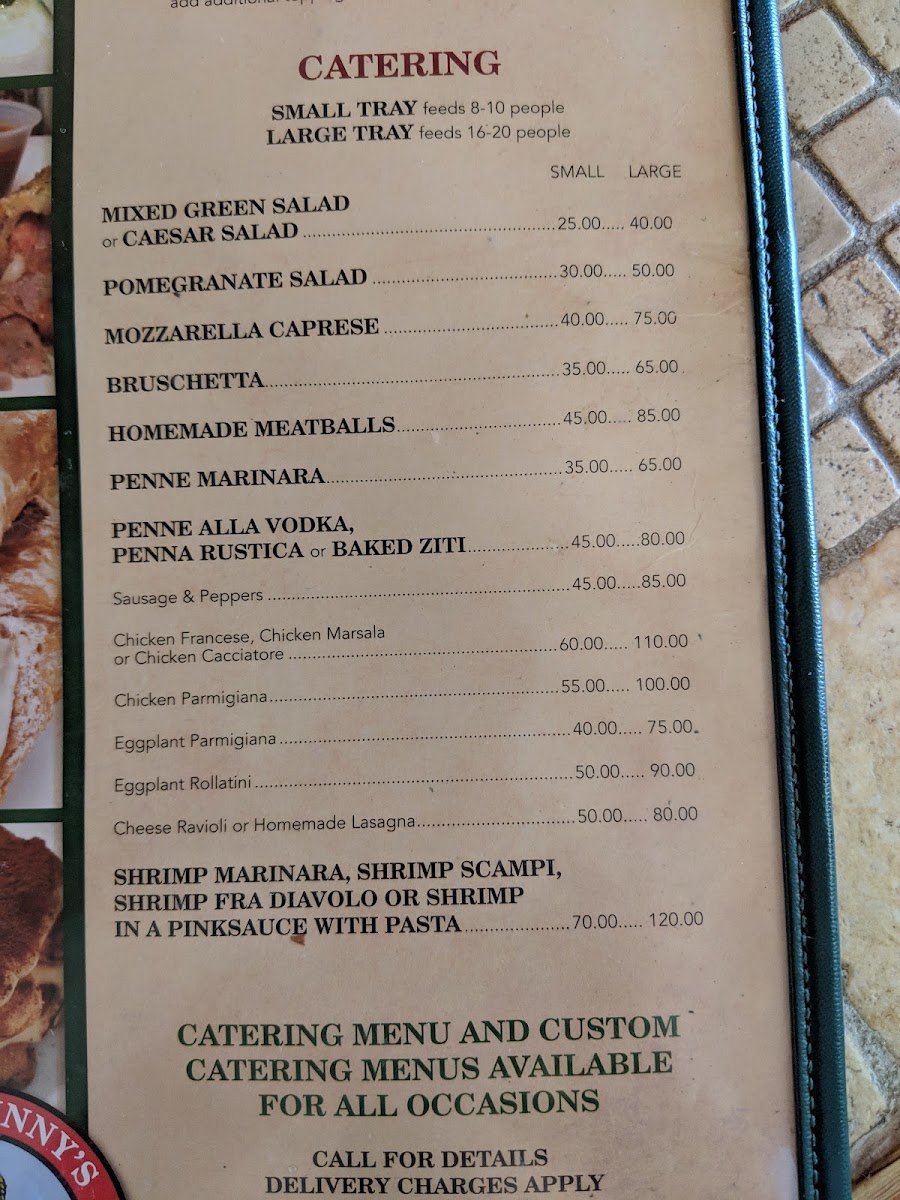 add additional
CATERING
SMALL TRAY feeds 8-10 people
LARGE TRAY feeds 16-20 people
SMALL LARGE
MIXED GREEN SALAD
or CAESAR SALAD ........ 25.00..... 40.00
POMEGRANATE SALAD ........ 30.00..... 50.00
MOZZARELLA CAPRESE ........ 40.00..... 75.00
BRUSCHETTA........ 35.00..... 65.00
HOMEMADE MEATBALLS........ 45.00..... 85.00
PENNE MARINARA........ 35.00..... 65.00
PENNE ALLA VODKA,
PENNA RUSTICA or BAKED ZITI........ 45.00.....80.00
Sausage & Peppers ........ 45.00.....85.00
Chicken Francese, Chicken Marsala
or Chicken Cacciatore ........ 60.00..... 110.00
Chicken Parmigiana........ 55.00..... 100.00
Eggplant Parmigiana ........ 40.00..... 75.00
Eggplant Rollatini ........ 50.00..... 90.00
Cheese Ravioli or Homemade Lasagna........ 50.00..... 80.00
SHRIMP MARINARA, SHRIMP SCAMPI,
SHRIMP FRA DIAVOLO OR SHRIMP
IN A PINKSAUCE WITH PASTA ........ 70.00..... 120.00
CATERING MENU AND CUSTOM
CATERING MENUS AVAILABLE
FOR ALL OCCASIONS
CALL FOR DETAILS
DELIVERY CHARGES APPLY
NNY'S